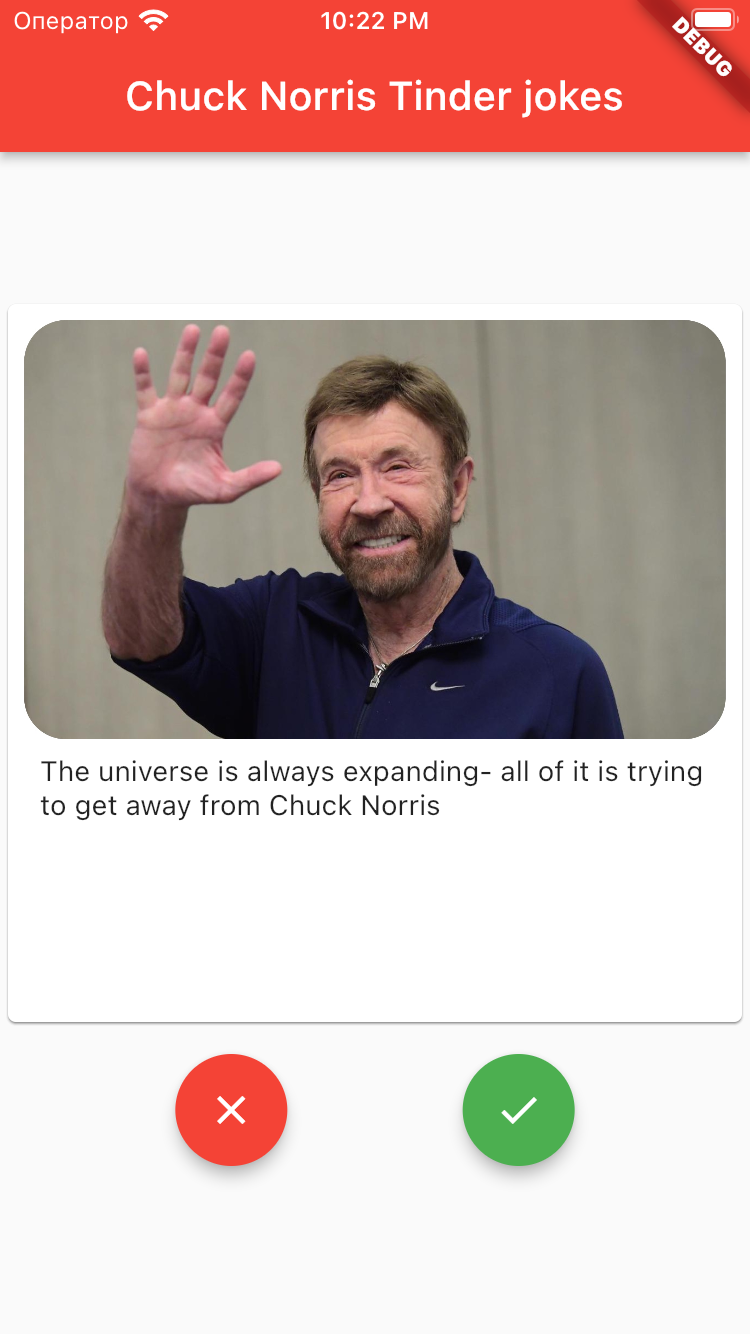 Оператор 10:22 PM
DEBUG
Chuck Norris Tinder jokes
The universe is always expanding- all of it is trying
to get away from Chuck Norris